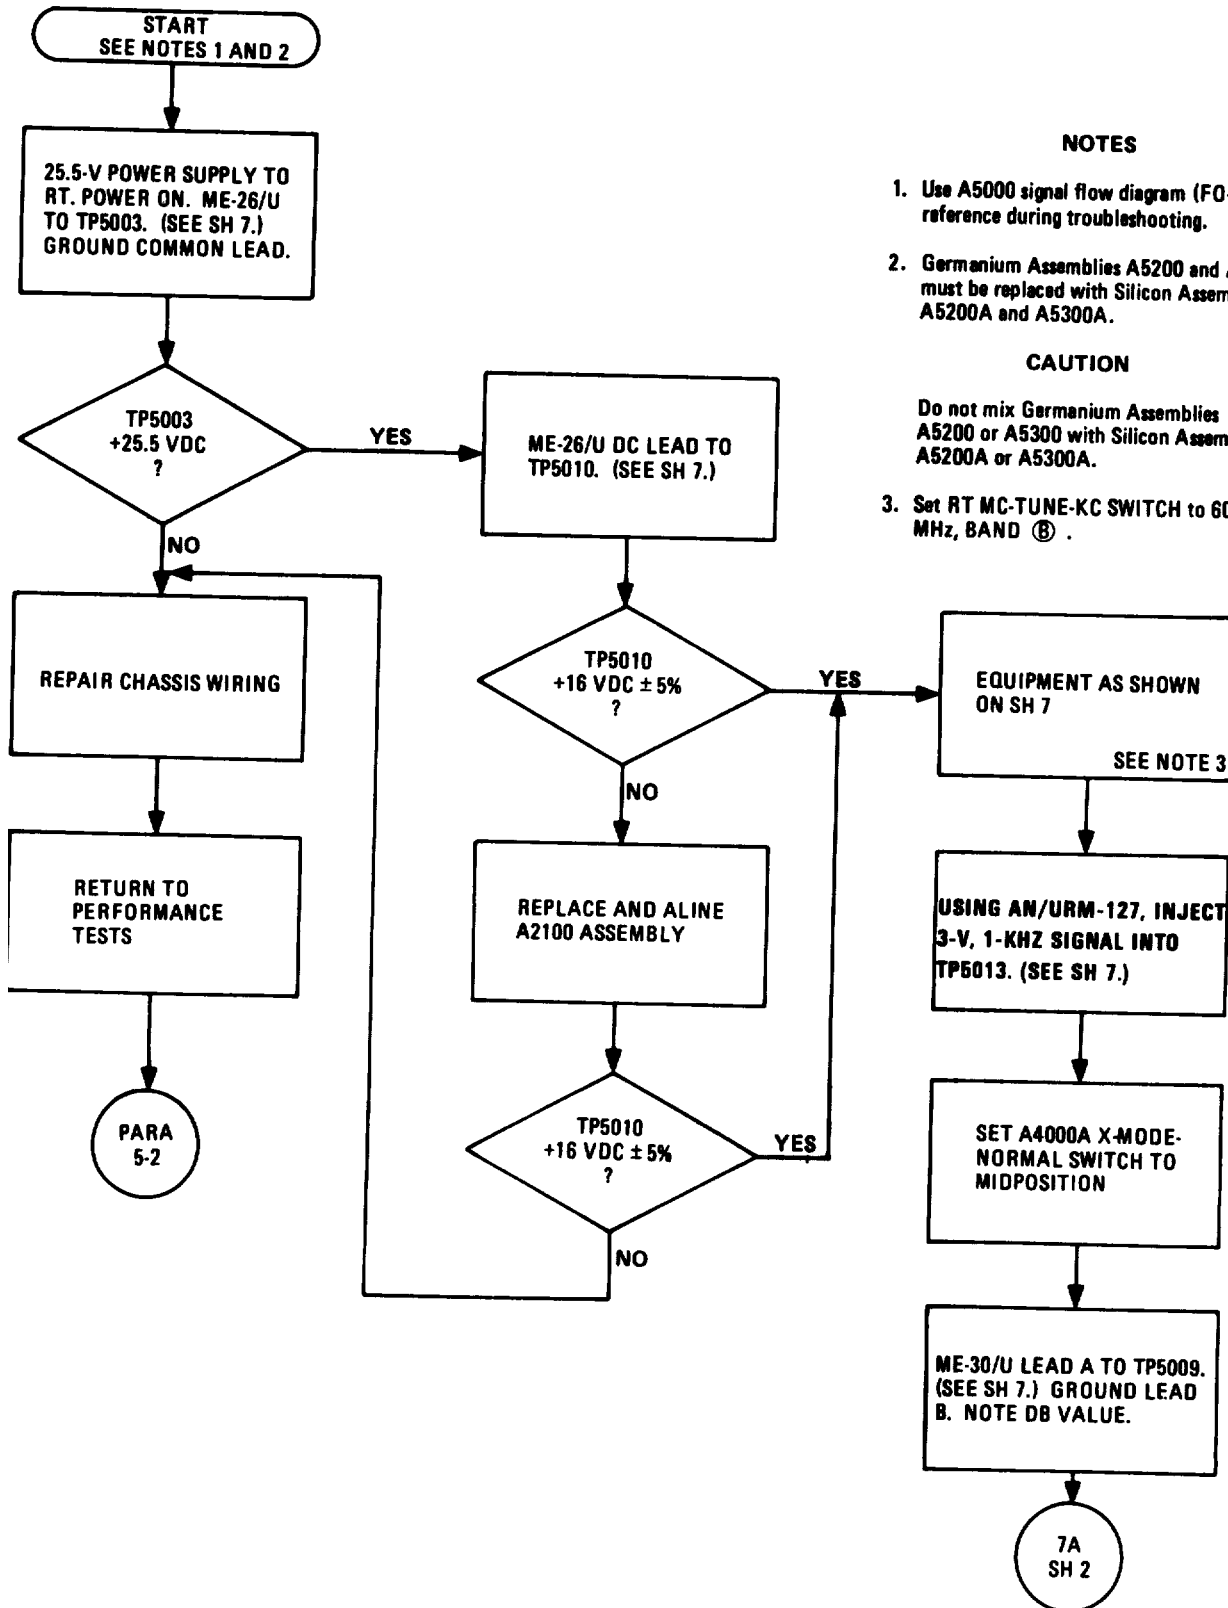 START
SEE NOTES 1 AND 2
25.5-V POWER SUPPLY TO
RT. POWER ON. ME-26/U
TO TP5003. (SEE SH 7.)
GROUND COMMON LEAD.
TP5003
+25.5 VDC
?
YES
NO
REPAIR CHASSIS WIRING
RETURN TO
PERFORMANCE
TESTS
PARA
5-2
ME-26/U DC LEAD TO
TP5010. (SEE SH 7.)
TP5010
+16 VDC ± 5%
?
YES
NO
REPLACE AND ALINE
A2100 ASSEMBLY
TP5010
+16 VDC ± 5%
?
YES
NO
NOTES
1. Use A5000 signal flow diagram (FO-
reference during troubleshooting.
2. Germanium Assemblies A5200 and
must be replaced with Silicon Assem
A5200A and A5300A.
CAUTION
Do not mix Germanium Assemblies
A5200 or A5300 with Silicon Assem
A5200A or A5300A.
3. Set RT MC-TUNE-KC SWITCH to 60
MHz, BAND Ⓑ .
EQUIPMENT AS SHOWN
ON SH 7
SEE NOTE 3
USING AN/URM-127, INJECT
3-V, 1-KHZ SIGNAL INTO
TP5013. (SEE SH 7.)
SET A4000A X-MODE-
NORMAL SWITCH TO
MIDPOSITION
ME-30/U LEAD A TO TP5009.
(SEE SH 7.) GROUND LEAD
B. NOTE DB VALUE.
7A
SH 2